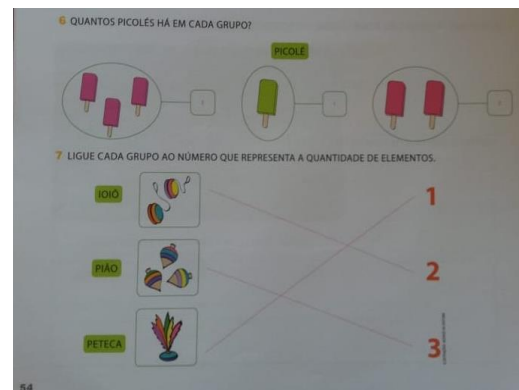 6 QUANTOS PICOLÉS HÁ EM CADA GRUPO?
PICOLÉ
7 LIGUE CADA GRUPO AO NÚMERO QUE REPRESENTA A QUANTIDADE DE ELEMENTOS.
IOIÔ
1
PIÃO
2
PETECA
3
54